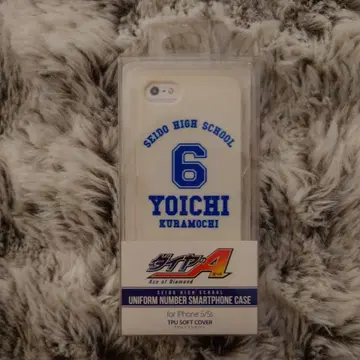 SEIDO HIGH SCHOOL
6
YOICHI
KURAMOCHI
ダイヤのA
Ace of Diamond
SEIDO HIGH SCHOOL
UNIFORM NUMBER SMARTPHONE CASE
for iPhone 5/5s
TPU SOFT COVER